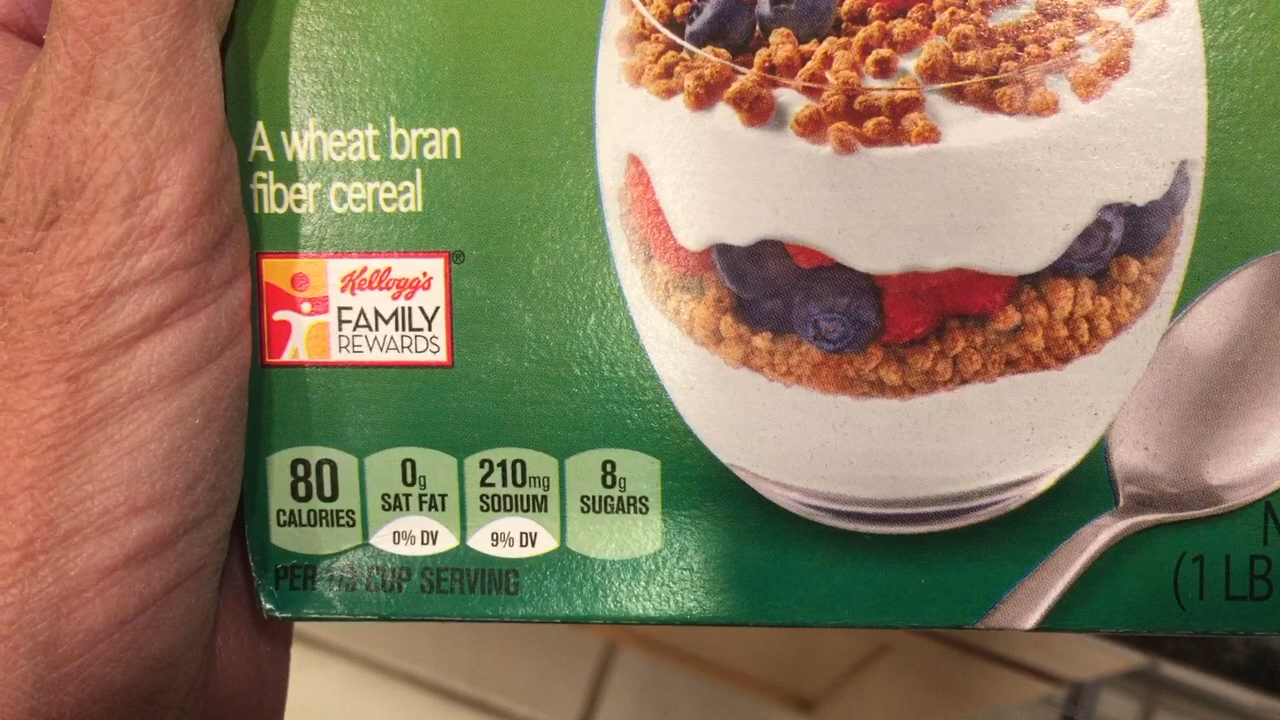 A wheat bran
fiber cereal
Kellogg's
FAMILY
REWARDS
®
80
CALORIES
0g
SAT FAT
0% DV
210mg
SODIUM
9% DV
8g
SUGARS
PER CUP SERVING
(1 LB